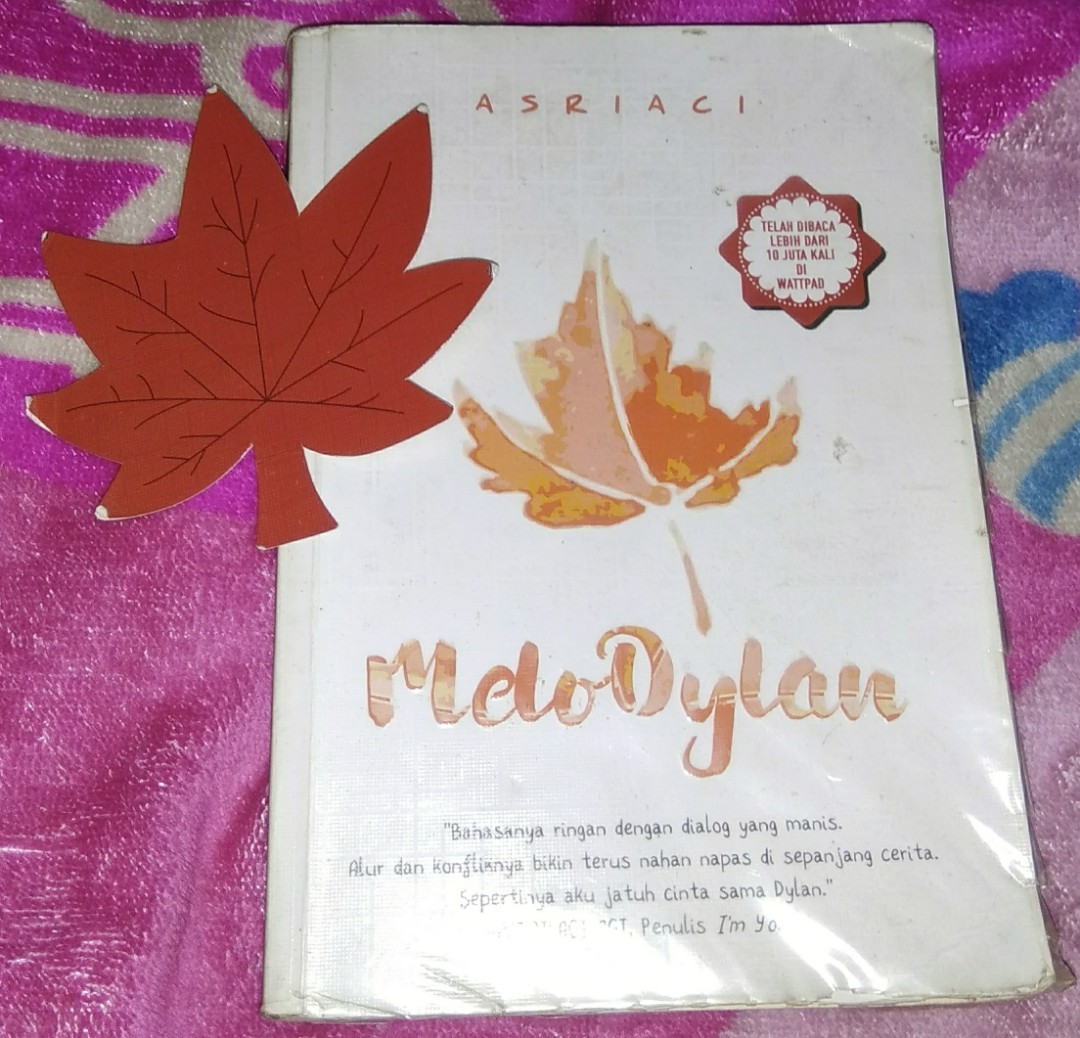 ASRIACI
TELAH DIBACA
LEBIH DARI
10 JUTA KALI
DI
WATTPAD
MeloDylan
"Bahasanya ringan dengan dialog yang manis.
Alur dan konfliknya bikin terus nahan napas di sepanjang cerita.
Sepertinya aku jatuh cinta sama Dylan."
Penulis I'm